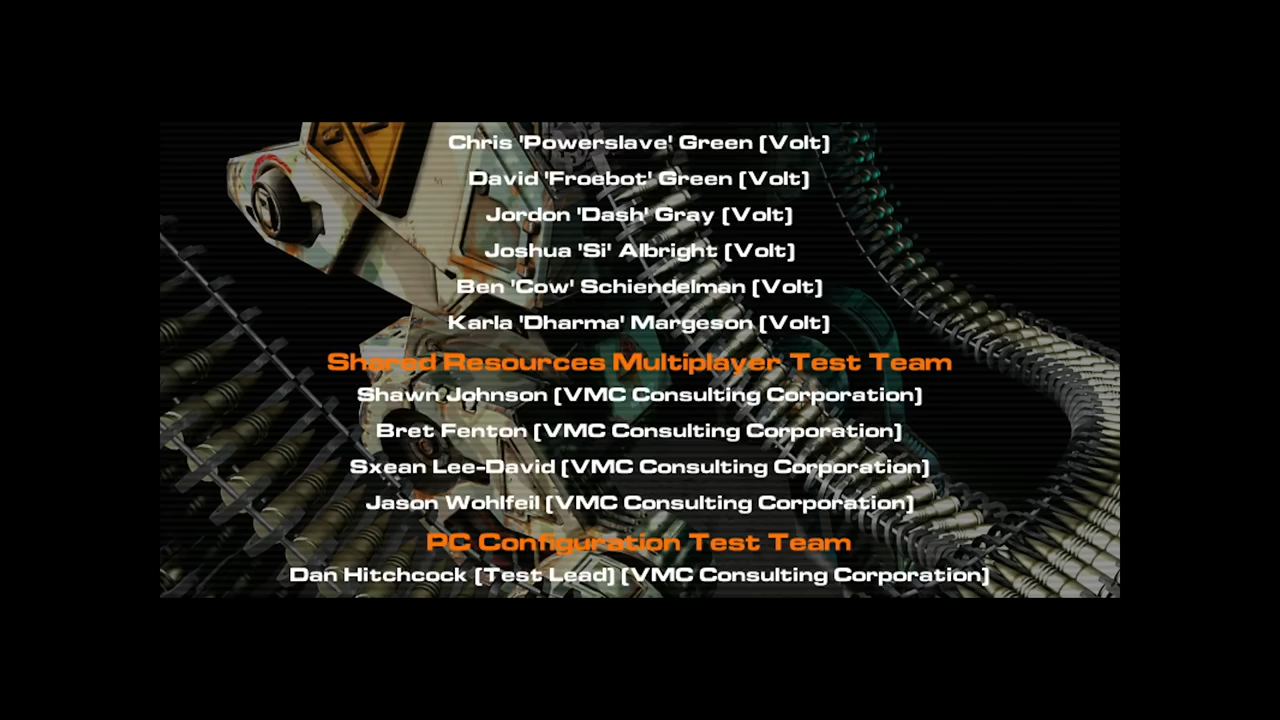 Chris 'Powerslave' Green [Volt]
David 'Froebot' Green [Volt]
Jordon 'Dash' Gray [Volt]
Joshua 'Si' Albright [Volt]
Ben 'Cow' Schiendelman [Volt]
Karla 'Dharma' Margeson [Volt]
Shared Resources Multiplayer Test Team
Shawn Johnson [VMC Consulting Corporation]
Bret Fenton [VMC Consulting Corporation]
Sxean Lee-David [VMC Consulting Corporation]
Jason Wohlfeil [VMC Consulting Corporation]
PC Configuration Test Team
Dan Hitchcock [Test Lead] [VMC Consulting Corporation]